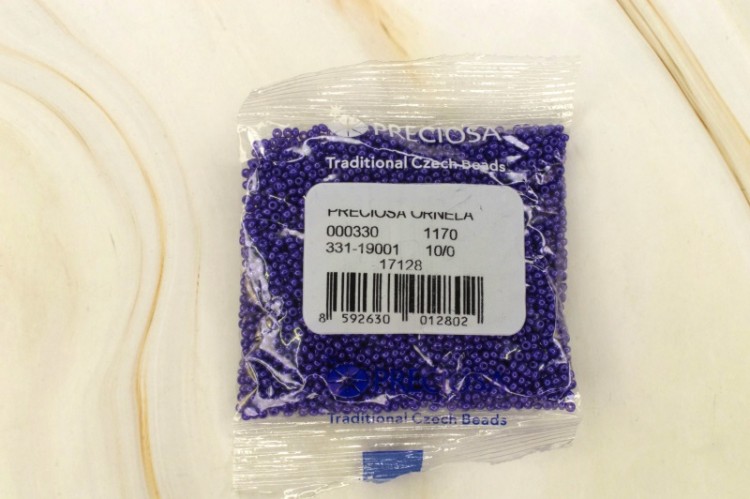 PRECIOSA
Traditional Czech Beads
PRECIOSA ORNELA
000330 1170
331-19001 10/0
17128
8 592630 012802
PRECIOSA
Traditional Czech Beads